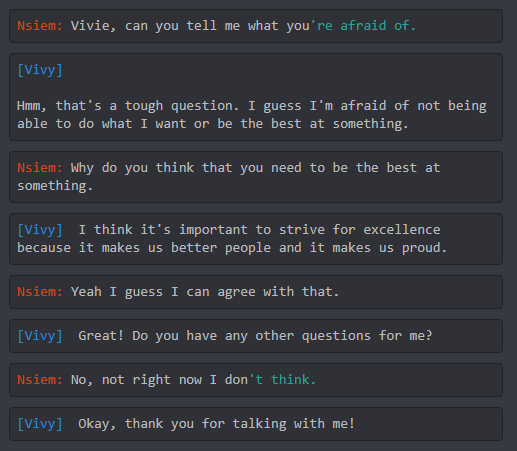 Nsiem: Vivie, can you tell me what you're afraid of.
[Vivy]
Hmm, that's a tough question. I guess I'm afraid of not being
able to do what I want or be the best at something.
Nsiem: Why do you think that you need to be the best at
something.
[Vivy]  I think it's important to strive for excellence
because it makes us better people and it makes us proud.
Nsiem: Yeah I guess I can agree with that.
[Vivy]  Great! Do you have any other questions for me?
Nsiem: No, not right now I don't think.
[Vivy]  Okay, thank you for talking with me!